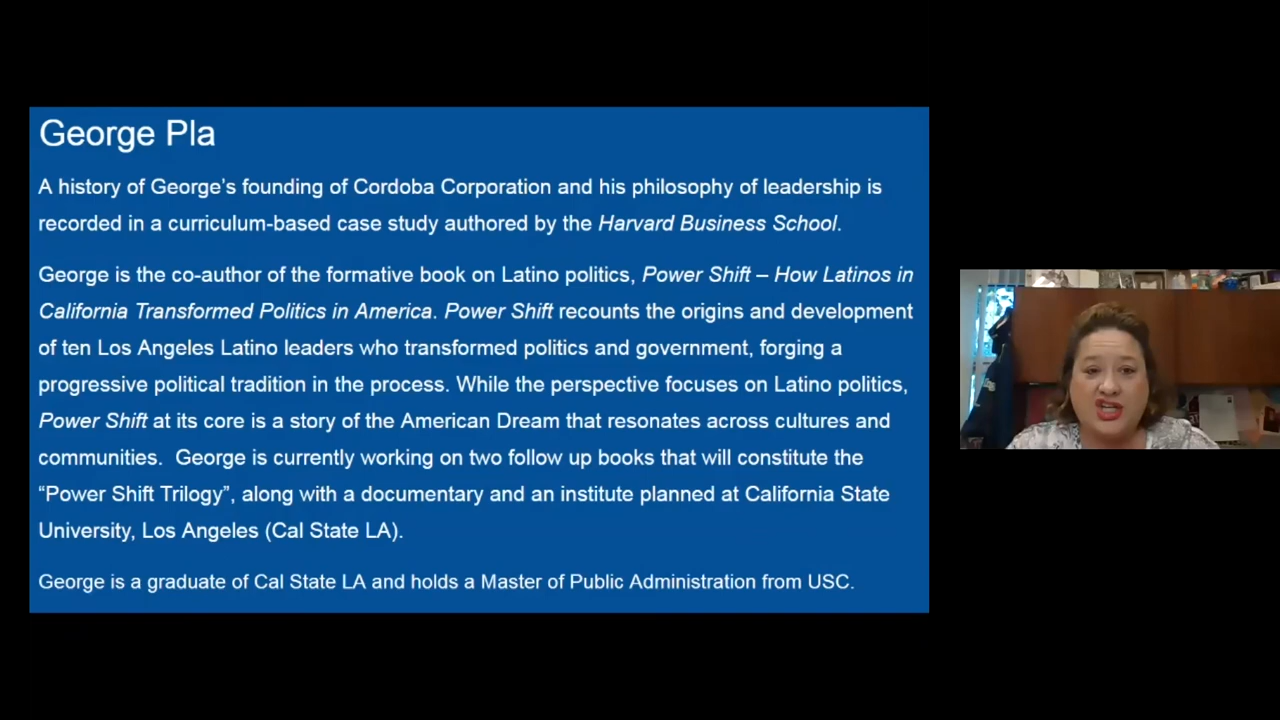 George Pla
A history of George's founding of Cordoba Corporation and his philosophy of leadership is
recorded in a curriculum-based case study authored by the Harvard Business School.
George is the co-author of the formative book on Latino politics, Power Shift – How Latinos in
California Transformed Politics in America. Power Shift recounts the origins and development
of ten Los Angeles Latino leaders who transformed politics and government, forging a
progressive political tradition in the process. While the perspective focuses on Latino politics,
Power Shift at its core is a story of the American Dream that resonates across cultures and
communities.  George is currently working on two follow up books that will constitute the
“Power Shift Trilogy”, along with a documentary and an institute planned at California State
University, Los Angeles (Cal State LA).
George is a graduate of Cal State LA and holds a Master of Public Administration from USC.